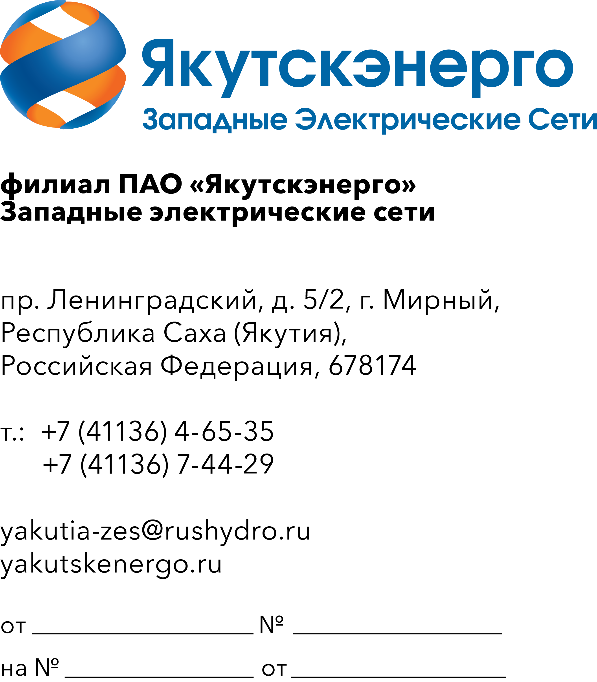 Якутскэнерго
Западные Электрические Сети
филиал ПАО «Якутскэнерго»
Западные электрические сети
пр. Ленинградский, д. 5/2, г. Мирный,
Республика Саха (Якутия),
Российская Федерация, 678174
т.: +7 (41136) 4-65-35
+7 (41136) 7-44-29
yakutia-zes@rushydro.ru
yakutskenergo.ru
от ________________ № ________________
на № ______________ от ________________